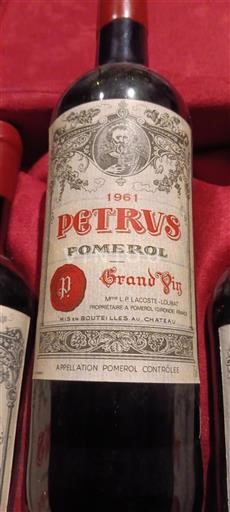 1961
PETRVS
POMEROL
P.
Grand Vin
Mme L.P. LACOSTE-LOUBAT
PROPRIÉTAIRE A POMEROL (GIRONDE) FRANCE
MIS EN BOUTEILLES AU CHATEAU
APPELLATION POMEROL CONTRÔLÉE